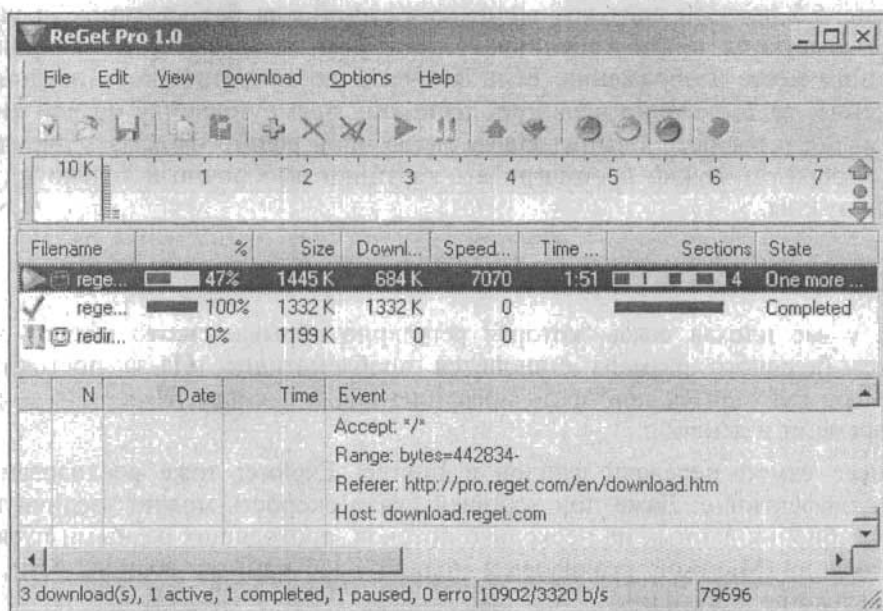 ReGet Pro 1.0
File Edit View Download Options Help
10 K 1 2 3 4 5 6 7
Filename % Size Downl... Speed... Time ... Sections State
rege... 47% 1445 K 684 K 7070 1:51 4 One more ...
rege... 100% 1332 K 1332 K 0 Completed
redir... 0% 1199 K 0 0
N Date Time Event
Accept: */*
Range: bytes=442834-
Referer: http://pro.reget.com/en/download.htm
Host: download.reget.com
3 download(s), 1 active, 1 completed, 1 paused, 0 erro 10902/3320 b/s 79696